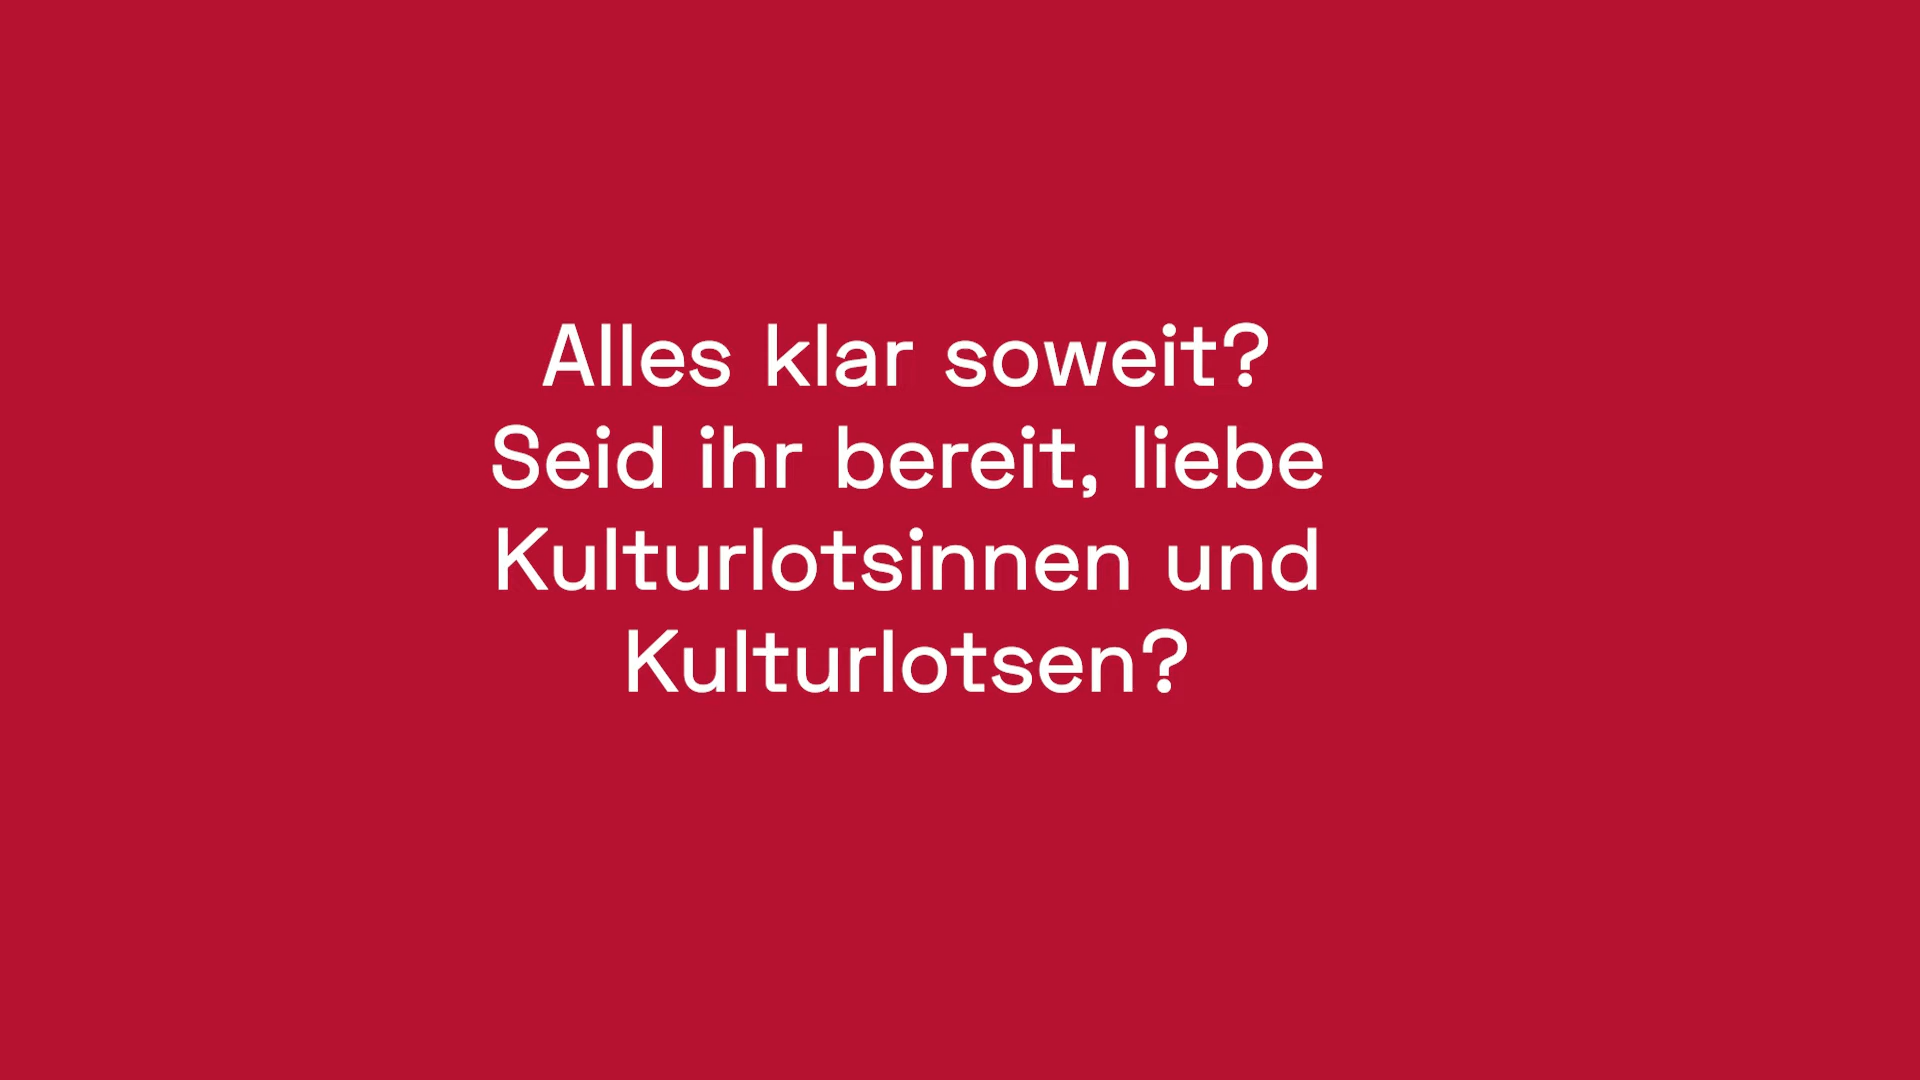 Alles klar soweit?
Seid ihr bereit, liebe
Kulturlotsinnen und
Kulturlotsen?